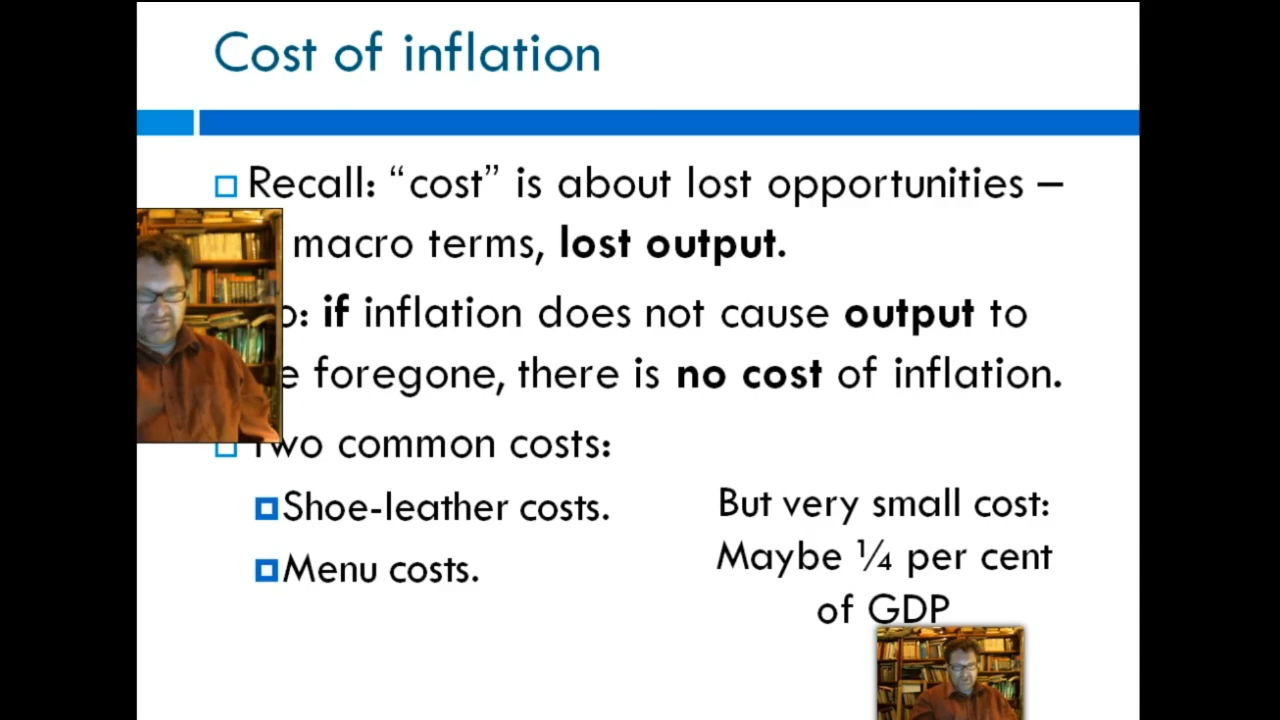 Cost of inflation
Recall: “cost” is about lost opportunities –
macro terms, lost output.
o: if inflation does not cause output to
e foregone, there is no cost of inflation.
wo common costs:
Shoe-leather costs.
Menu costs.
But very small cost:
Maybe ¼ per cent
of GDP